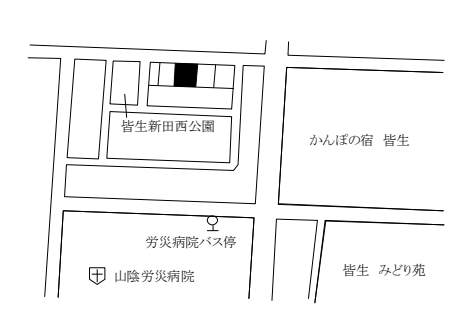 皆生新田西公園
かんぽの宿 皆生
労災病院バス停
山陰労災病院
皆生 みどり苑